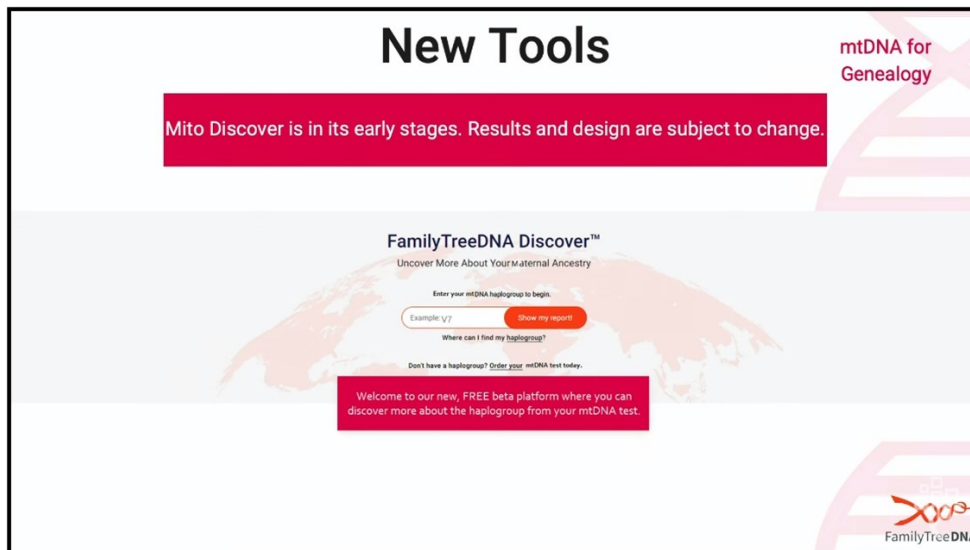 New Tools
mtDNA for
Genealogy
Mito Discover is in its early stages. Results and design are subject to change.
FamilyTreeDNA Discover™
Uncover More About Your Maternal Ancestry
Enter your mtDNA haplogroup to begin.
Example: V7
Show my report!
Where can I find my haplogroup?
Don't have a haplogroup? Order your mtDNA test today.
Welcome to our new, FREE beta platform where you can
discover more about the haplogroup from your mtDNA test.
FamilyTreeDNA